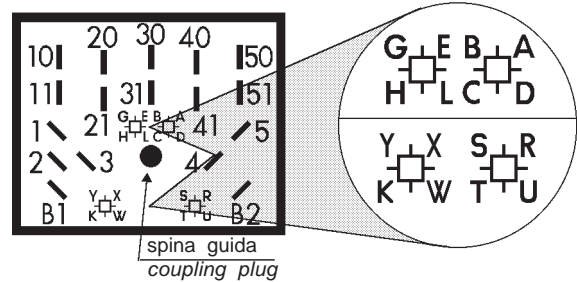 10 20 30 40 50
11 21 31 41 51
G E B A
H L C D
1 2 3 4 5
B1 B2
Y X S R
K W T U
G E B A
H L C D
Y X S R
K W T U
spina guida
coupling plug